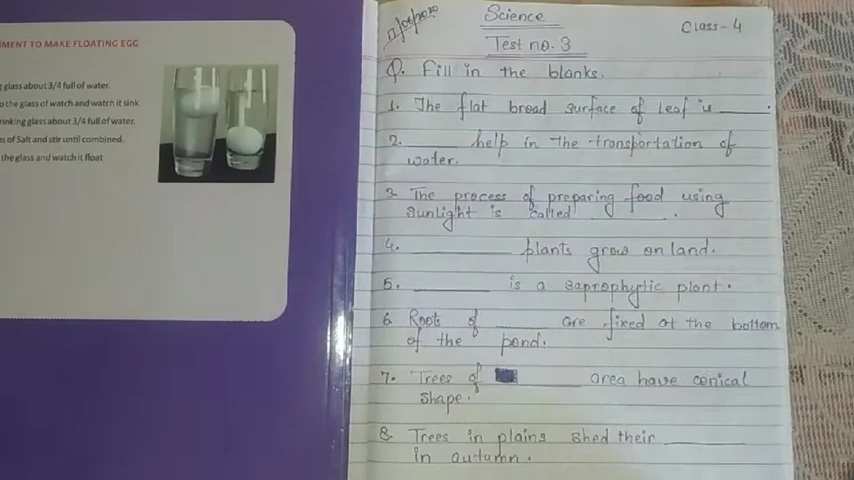 MENT TO MAKE FLOATING EGG
g glass about 3/4 full of water.
o the glass of watch and watch it sink.
rinking glass about 3/4 full of water.
s of Salt and stir until combined.
the glass and watch it float
17/06/2020
Science
Class-4
Test no. 3
Q. Fill in the blanks.
1. The flat broad surface of leaf is ______.
2. ______ help in the transportation of
water.
3. The process of preparing food using
sunlight is called ______.
4. ______ plants grow on land.
5. ______ is a saprophytic plant.
6. Roots of ______ are fixed at the bottom
of the pond.
7. Trees of ______ area have conical
shape.
8. Trees in plains shed their ______
in autumn.